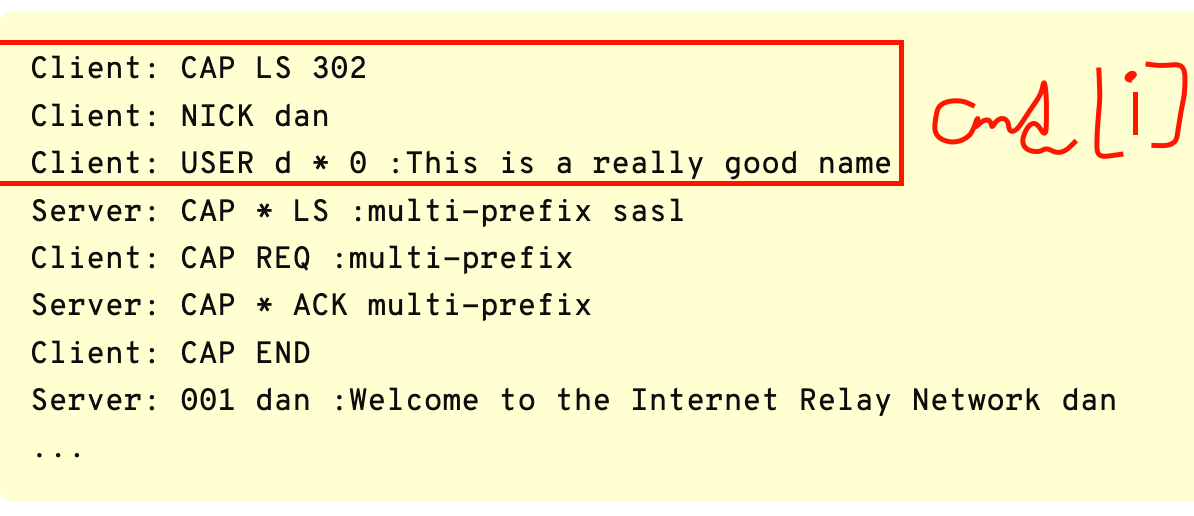 Client: CAP LS 302
Client: NICK dan
Client: USER d * 0 :This is a really good name
cmd[i]
Server: CAP * LS :multi-prefix sasl
Client: CAP REQ :multi-prefix
Server: CAP * ACK multi-prefix
Client: CAP END
Server: 001 dan :Welcome to the Internet Relay Network dan
...